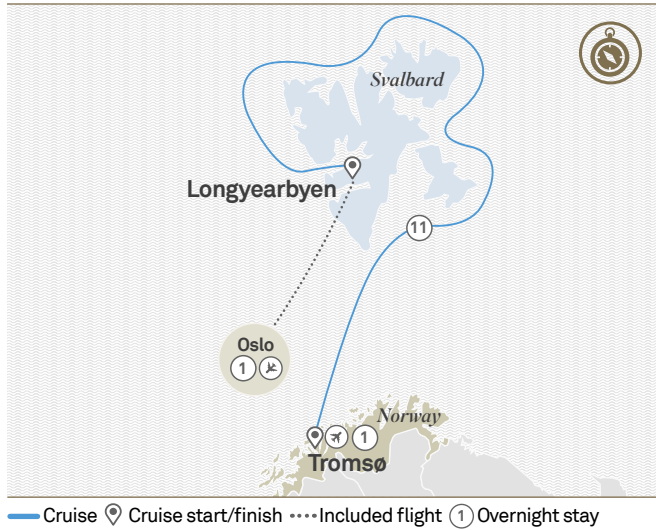 Svalbard
Longyearbyen
11
Oslo
1
Norway
1
Tromsø
Cruise Cruise start/finish Included flight 1 Overnight stay